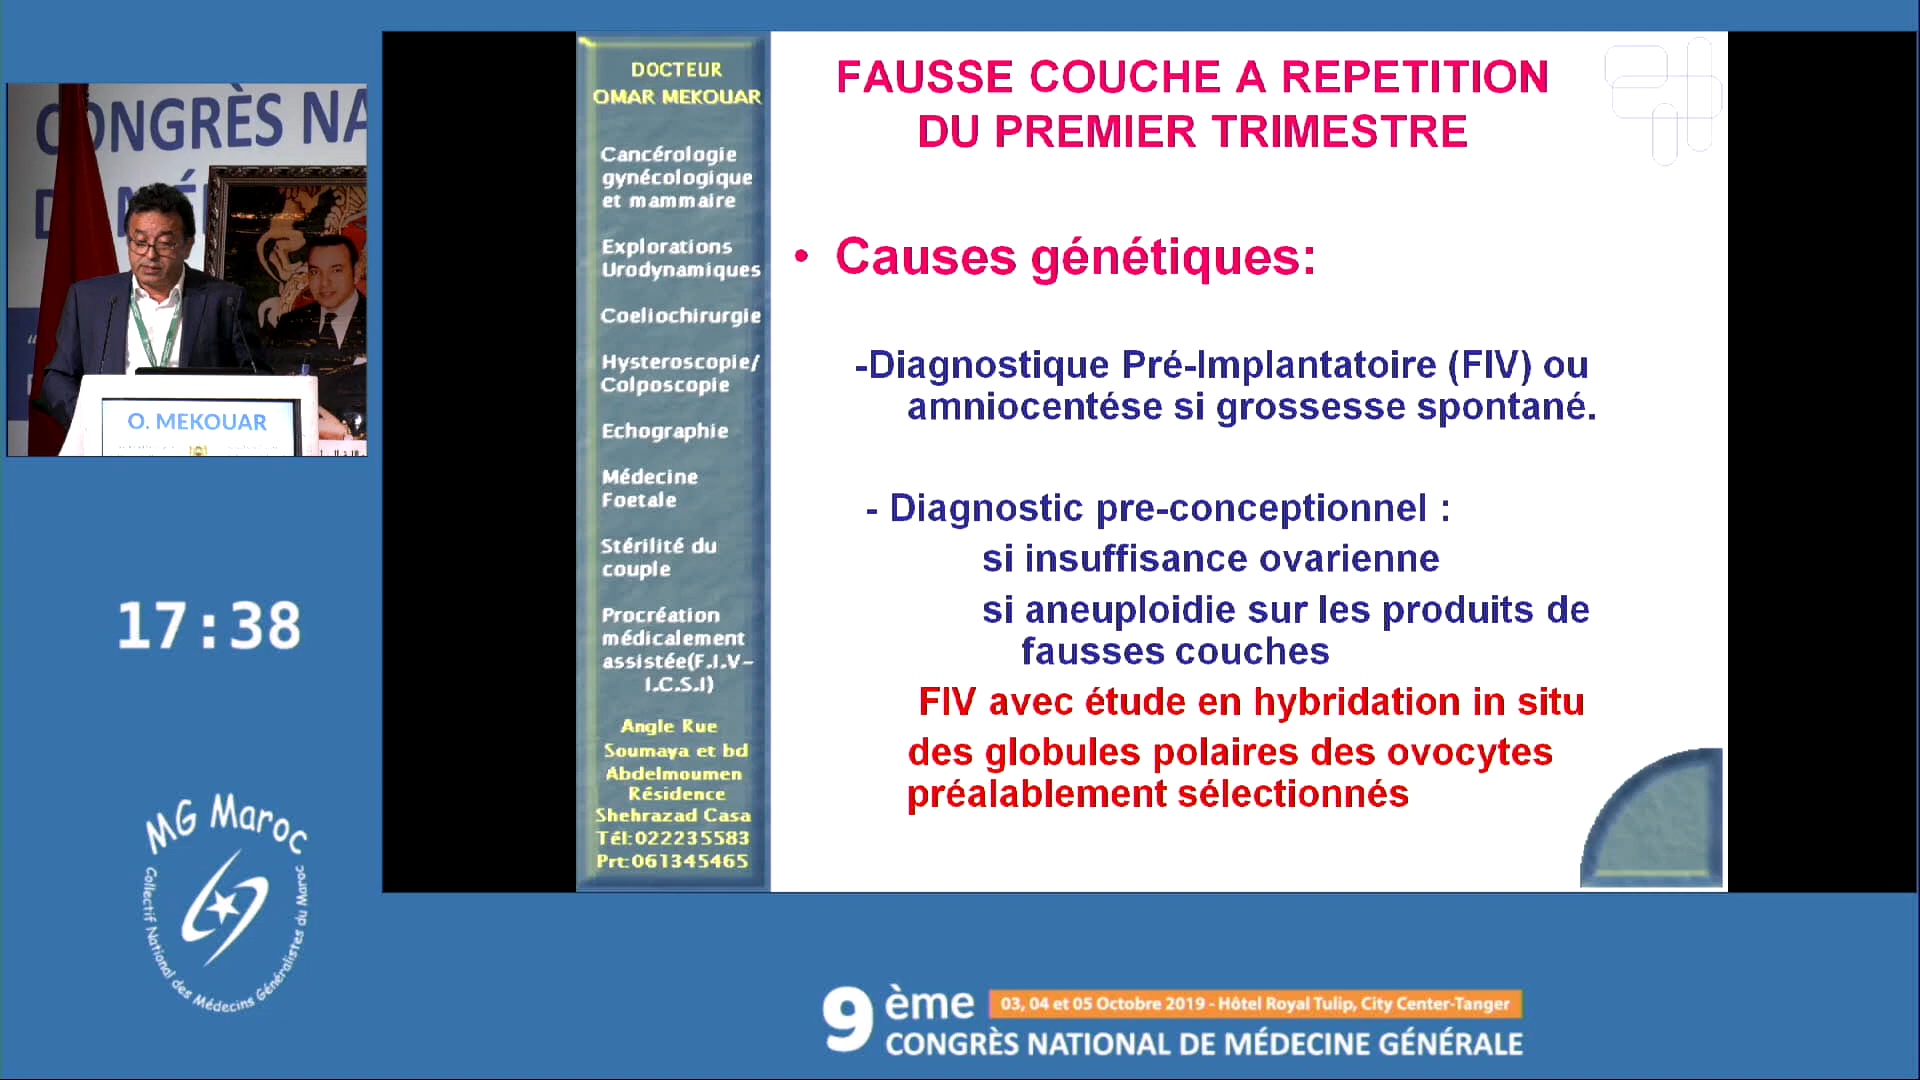 CONGRÈS NA
O. MEKOUAR
17:38
MG Maroc
Collectif National des Médecins Généralistes du Maroc
DOCTEUR
OMAR MEKOUAR
Cancérologie
gynécologique
et mammaire
Explorations
Urodynamiques
Coeliochirurgie
Hysteroscopie/
Colposcopie
Echographie
Médecine
Foetale
Stérilité du
couple
Procréation
médicalement
assistée(F.I.V-
I.C.S.I)
Angle Rue
Soumaya et bd
Abdelmoumen
Résidence
Shehrazad Casa
Tél:022235583
Prt:061345465
FAUSSE COUCHE A REPETITION
DU PREMIER TRIMESTRE
• Causes génétiques:
-Diagnostique Pré-Implantatoire (FIV) ou
amniocentése si grossesse spontané.
- Diagnostic pre-conceptionnel :
si insuffisance ovarienne
si aneuploidie sur les produits de
fausses couches
FIV avec étude en hybridation in situ
des globules polaires des ovocytes
préalablement sélectionnés
9 ème
03, 04 et 05 Octobre 2019 - Hôtel Royal Tulip, City Center-Tanger
CONGRÈS NATIONAL DE MÉDECINE GÉNÉRALE